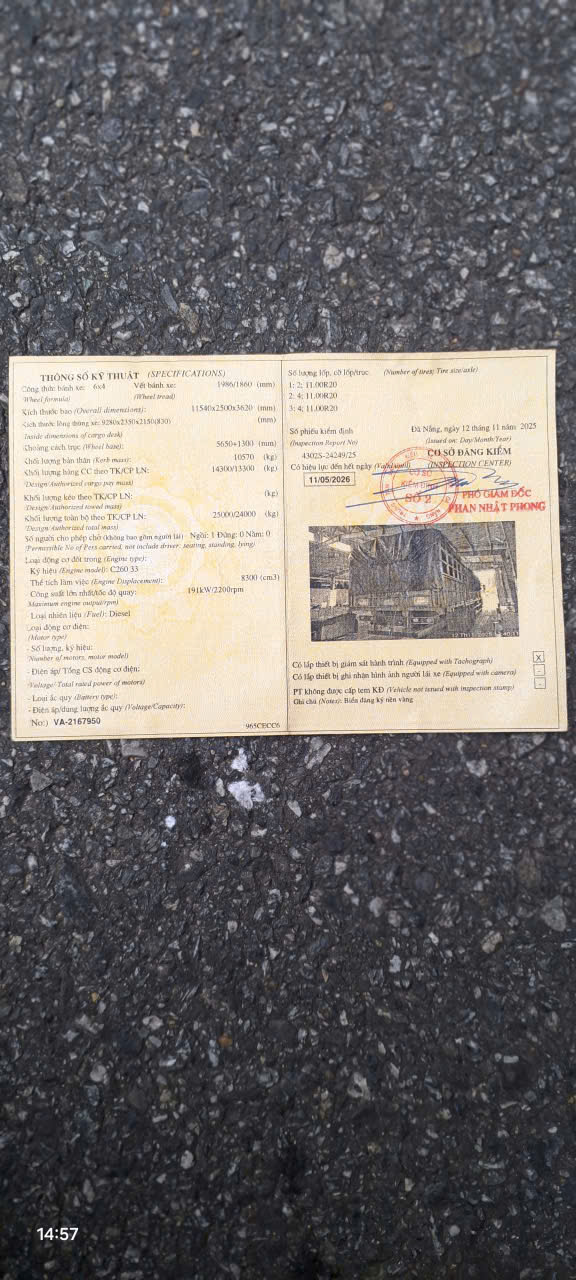 THÔNG SỐ KỸ THUẬT (SPECIFICATIONS)
Công thức bánh xe: 6x4 Vết bánh xe: 1986/1860 (mm)
(Wheel formula) (Wheel tread)
Kích thước bao (Overall dimensions): 11540x2500x3620 (mm)
Kích thước lòng thùng xe: 9280x2350x2150(830) (mm)
(Inside dimensions of cargo desk)
Khoảng cách trục (Wheel base): 5650+1300 (mm)
Khối lượng bản thân (Kerb mass): 10570 (kg)
Khối lượng hàng CC theo TK/CP LN: 14300/13300 (kg)
(Design/Authorized cargo pay mass)
Khối lượng kéo theo TK/CP LN: (kg)
(Design/Authorized towed mass)
Khối lượng toàn bộ theo TK/CP LN: 25000/24000 (kg)
(Design/Authorized total mass)
Số người cho phép chở (không bao gồm người lái) Ngồi: 1 Đứng: 0 Nằm: 0
(Permissible No of Pers carried, not include driver: seating, standing, lying)
Loại động cơ đốt trong (Engine type):
Ký hiệu (Engine model): C260 33
Thể tích làm việc (Engine Displacement): 8300 (cm3)
Công suất lớn nhất/tốc độ quay: 191kW/2200rpm
Maximum engine output/rpm)
- Loại nhiên liệu (Fuel): Diesel
Loại động cơ điện:
(Motor type)
- Số lượng, ký hiệu:
(Number of motors, motor model)
- Điện áp/ Tổng CS động cơ điện:
(Voltage/ Total rated power of motors)
- Loại ắc quy (Battery type):
- Điện áp/dung lượng ắc quy (Voltage/Capacity):
No:) VA-2167950 965CECC6
Số lượng lốp, cỡ lốp/trục (Number of tires; Tire size/axle)
1: 2; 11.00R20
2: 4; 11.00R20
3: 4; 11.00R20
Số phiếu kiểm định Đà Nẵng, ngày 12 tháng 11 năm 2025
(Inspection Report No) (Issued on: Day/Month/Year)
4302S-24249/25 CƠ SỞ ĐĂNG KIỂM
Có hiệu lực đến hết ngày (Valid until) (INSPECTION CENTER)
11/05/2026
SỐ 2
PHÓ GIÁM ĐỐC
PHAN NHẬT PHONG
Có lắp thiết bị giám sát hành trình (Equipped with Tachograph) X
Có lắp thiết bị ghi nhận hình ảnh người lái xe (Equipped with camera) -
PT không được cấp tem KĐ (Vehicle not issued with inspection stamp) -
Ghi chú (Notes): Biển đăng ký nền vàng
14:57